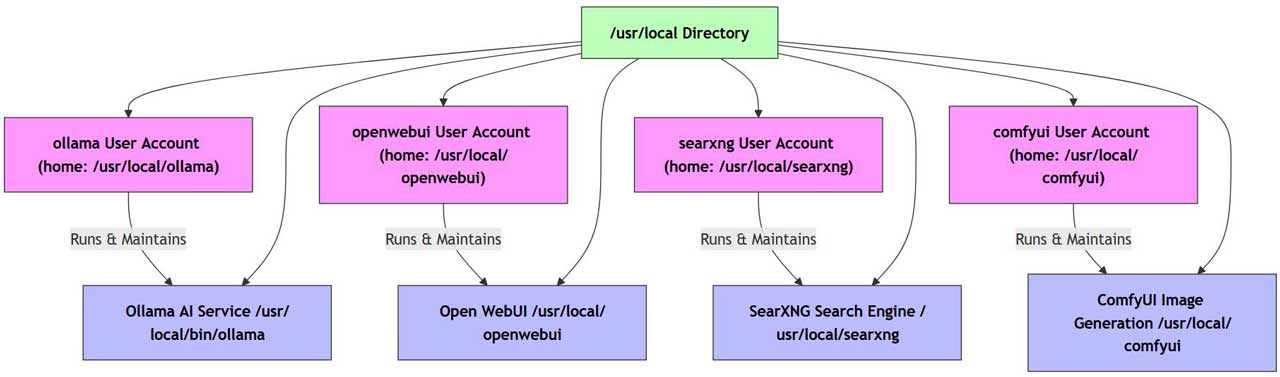 /usr/local Directory
ollama User Account
(home: /usr/local/ollama)
openwebui User Account
(home: /usr/local/
openwebui)
searxng User Account
(home: /usr/local/searxng)
comfyui User Account
(home: /usr/local/
comfyui)
Runs & Maintains
Runs & Maintains
Runs & Maintains
Runs & Maintains
Ollama AI Service /usr/
local/bin/ollama
Open WebUI /usr/local/
openwebui
SearXNG Search Engine /
usr/local/searxng
ComfyUI Image
Generation /usr/local/
comfyui